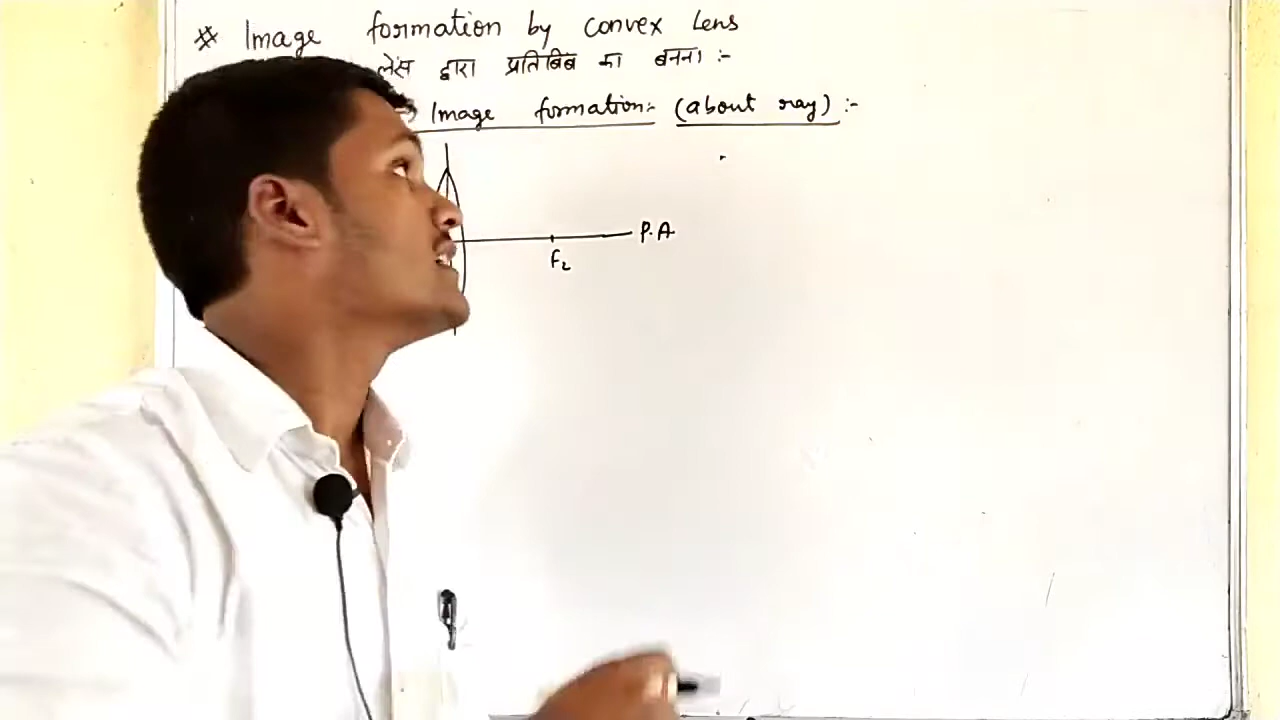 ※ Image formation by convex lens
लेंस द्वारा प्रतिबिंब का बनना :-
→ Image formation:- (about ray) :-
P.A
F₂